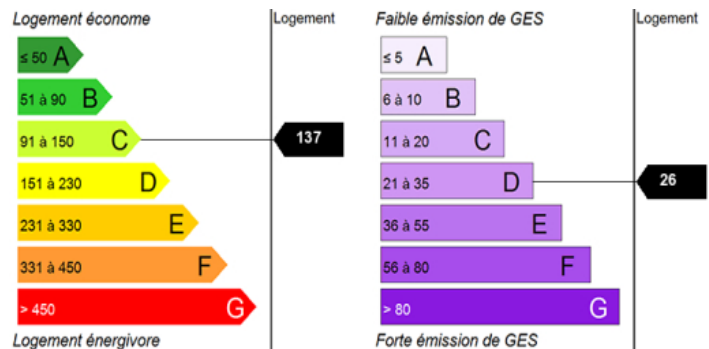 Logement économe
Logement
≤ 50 A
51 à 90 B
91 à 150 C
137
151 à 230 D
231 à 330 E
331 à 450 F
> 450 G
Logement énergivore
Faible émission de GES
Logement
≤ 5 A
6 à 10 B
11 à 20 C
21 à 35 D
26
36 à 55 E
56 à 80 F
> 80 G
Forte émission de GES